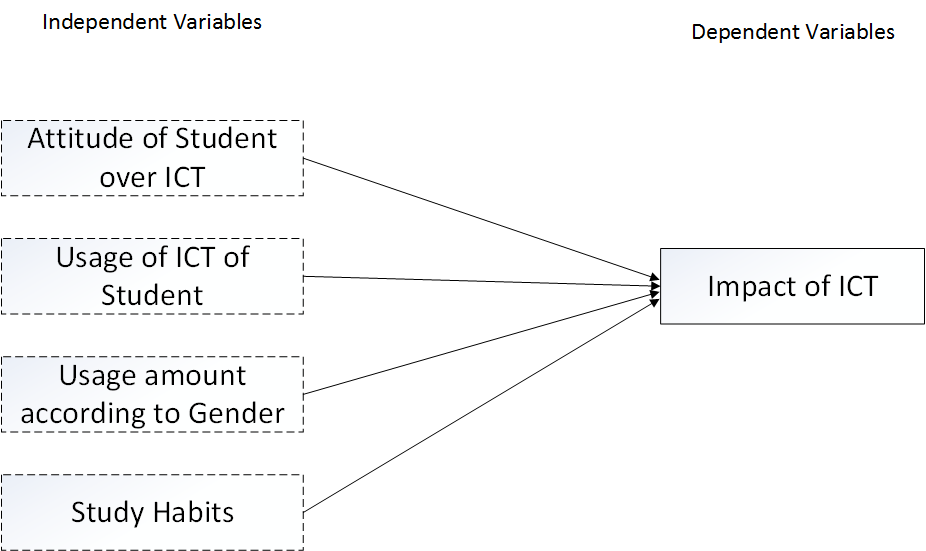 Independent Variables
Dependent Variables
Attitude of Student
over ICT
Usage of ICT of
Student
Usage amount
according to Gender
Study Habits
Impact of ICT